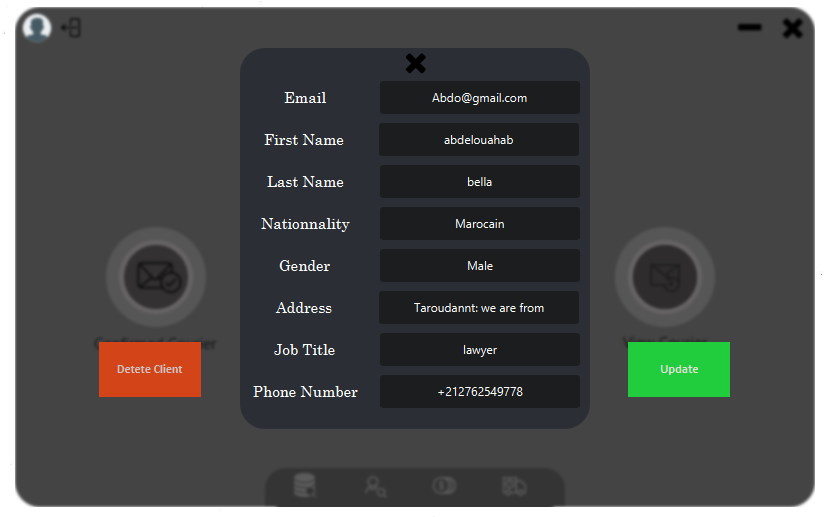 Email Abdo@gmail.com
First Name abdelouahab
Last Name bella
Nationnality Marocain
Gender Male
Address Taroudannt: we are from
Job Title lawyer
Phone Number +212762549778
Detete Client
Update